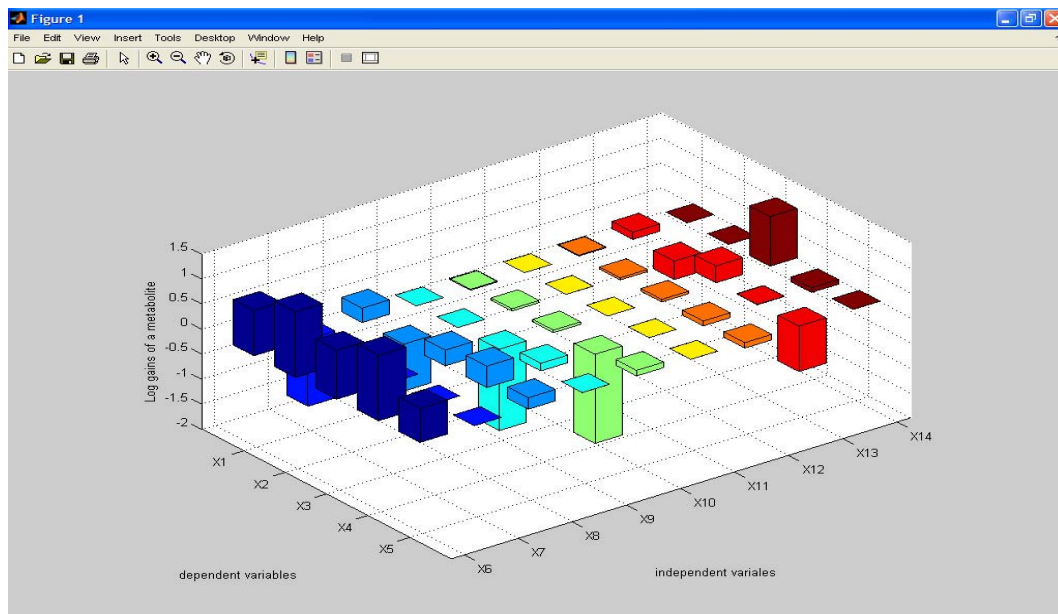 Figure 1
File Edit View Insert Tools Desktop Window Help
1.5
1
0.5
0
-0.5
-1
-1.5
-2
Log gains of a metabolite
X1
X2
X3
X4
X5
X6
X7
X8
X9
X10
X11
X12
X13
X14
dependent variables
independent variales